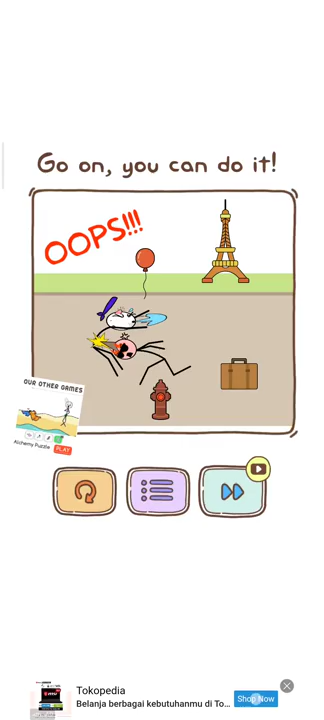 Go on, you can do it!
OOPS!!!
OUR OTHER GAMES
Alchemy Puzzle
PLAY
Tokopedia
Belanja berbagai kebutuhanmu di To...
Shop Now